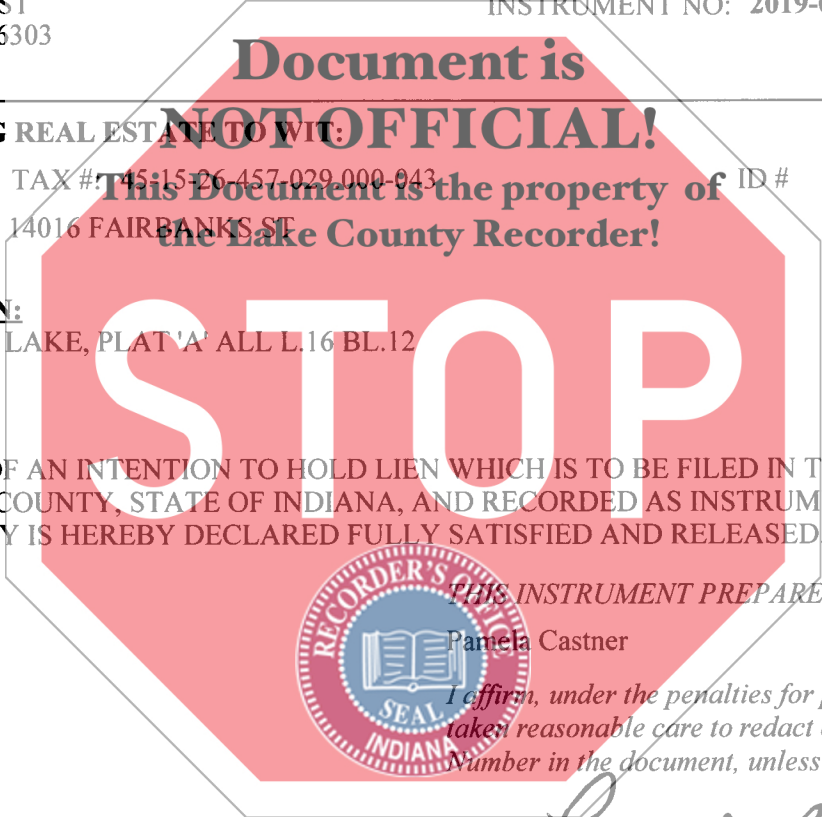 ST INSTRUMENT NO: 2019-0
6303
Document is
NOT OFFICIAL!
G REAL ESTATE TO WIT:
TAX #: 45-15-26-457-029.000-043 ID #
This Document is the property of
14016 FAIRBANKS ST
the Lake County Recorder!
N:
LAKE, PLAT 'A' ALL L.16 BL.12
STOP
OF AN INTENTION TO HOLD LIEN WHICH IS TO BE FILED IN T
COUNTY, STATE OF INDIANA, AND RECORDED AS INSTRUM
Y IS HEREBY DECLARED FULLY SATISFIED AND RELEASED
THIS INSTRUMENT PREPARE
Pamela Castner
I affirm, under the penalties for p
taken reasonable care to redact
Number in the document, unless
RECORDER'S OFFICE
SEAL
INDIANA